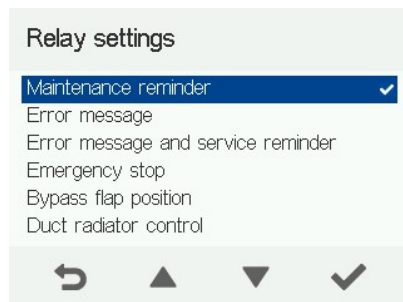 Relay settings
Maintenance reminder
Error message
Error message and service reminder
Emergency stop
Bypass flap position
Duct radiator control